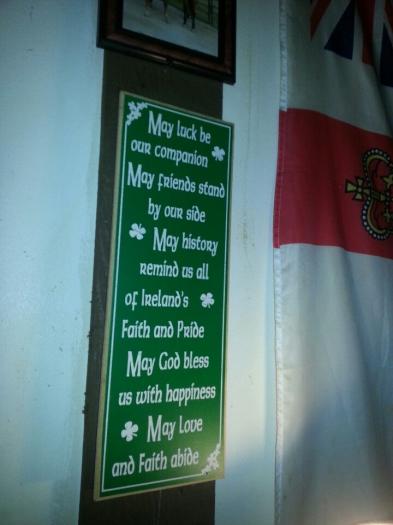 May luck be
our companion
May friends stand
by our side
May history
remind us all
of Ireland's
Faith and Pride
May God bless
us with happiness
May Love
and Faith abide